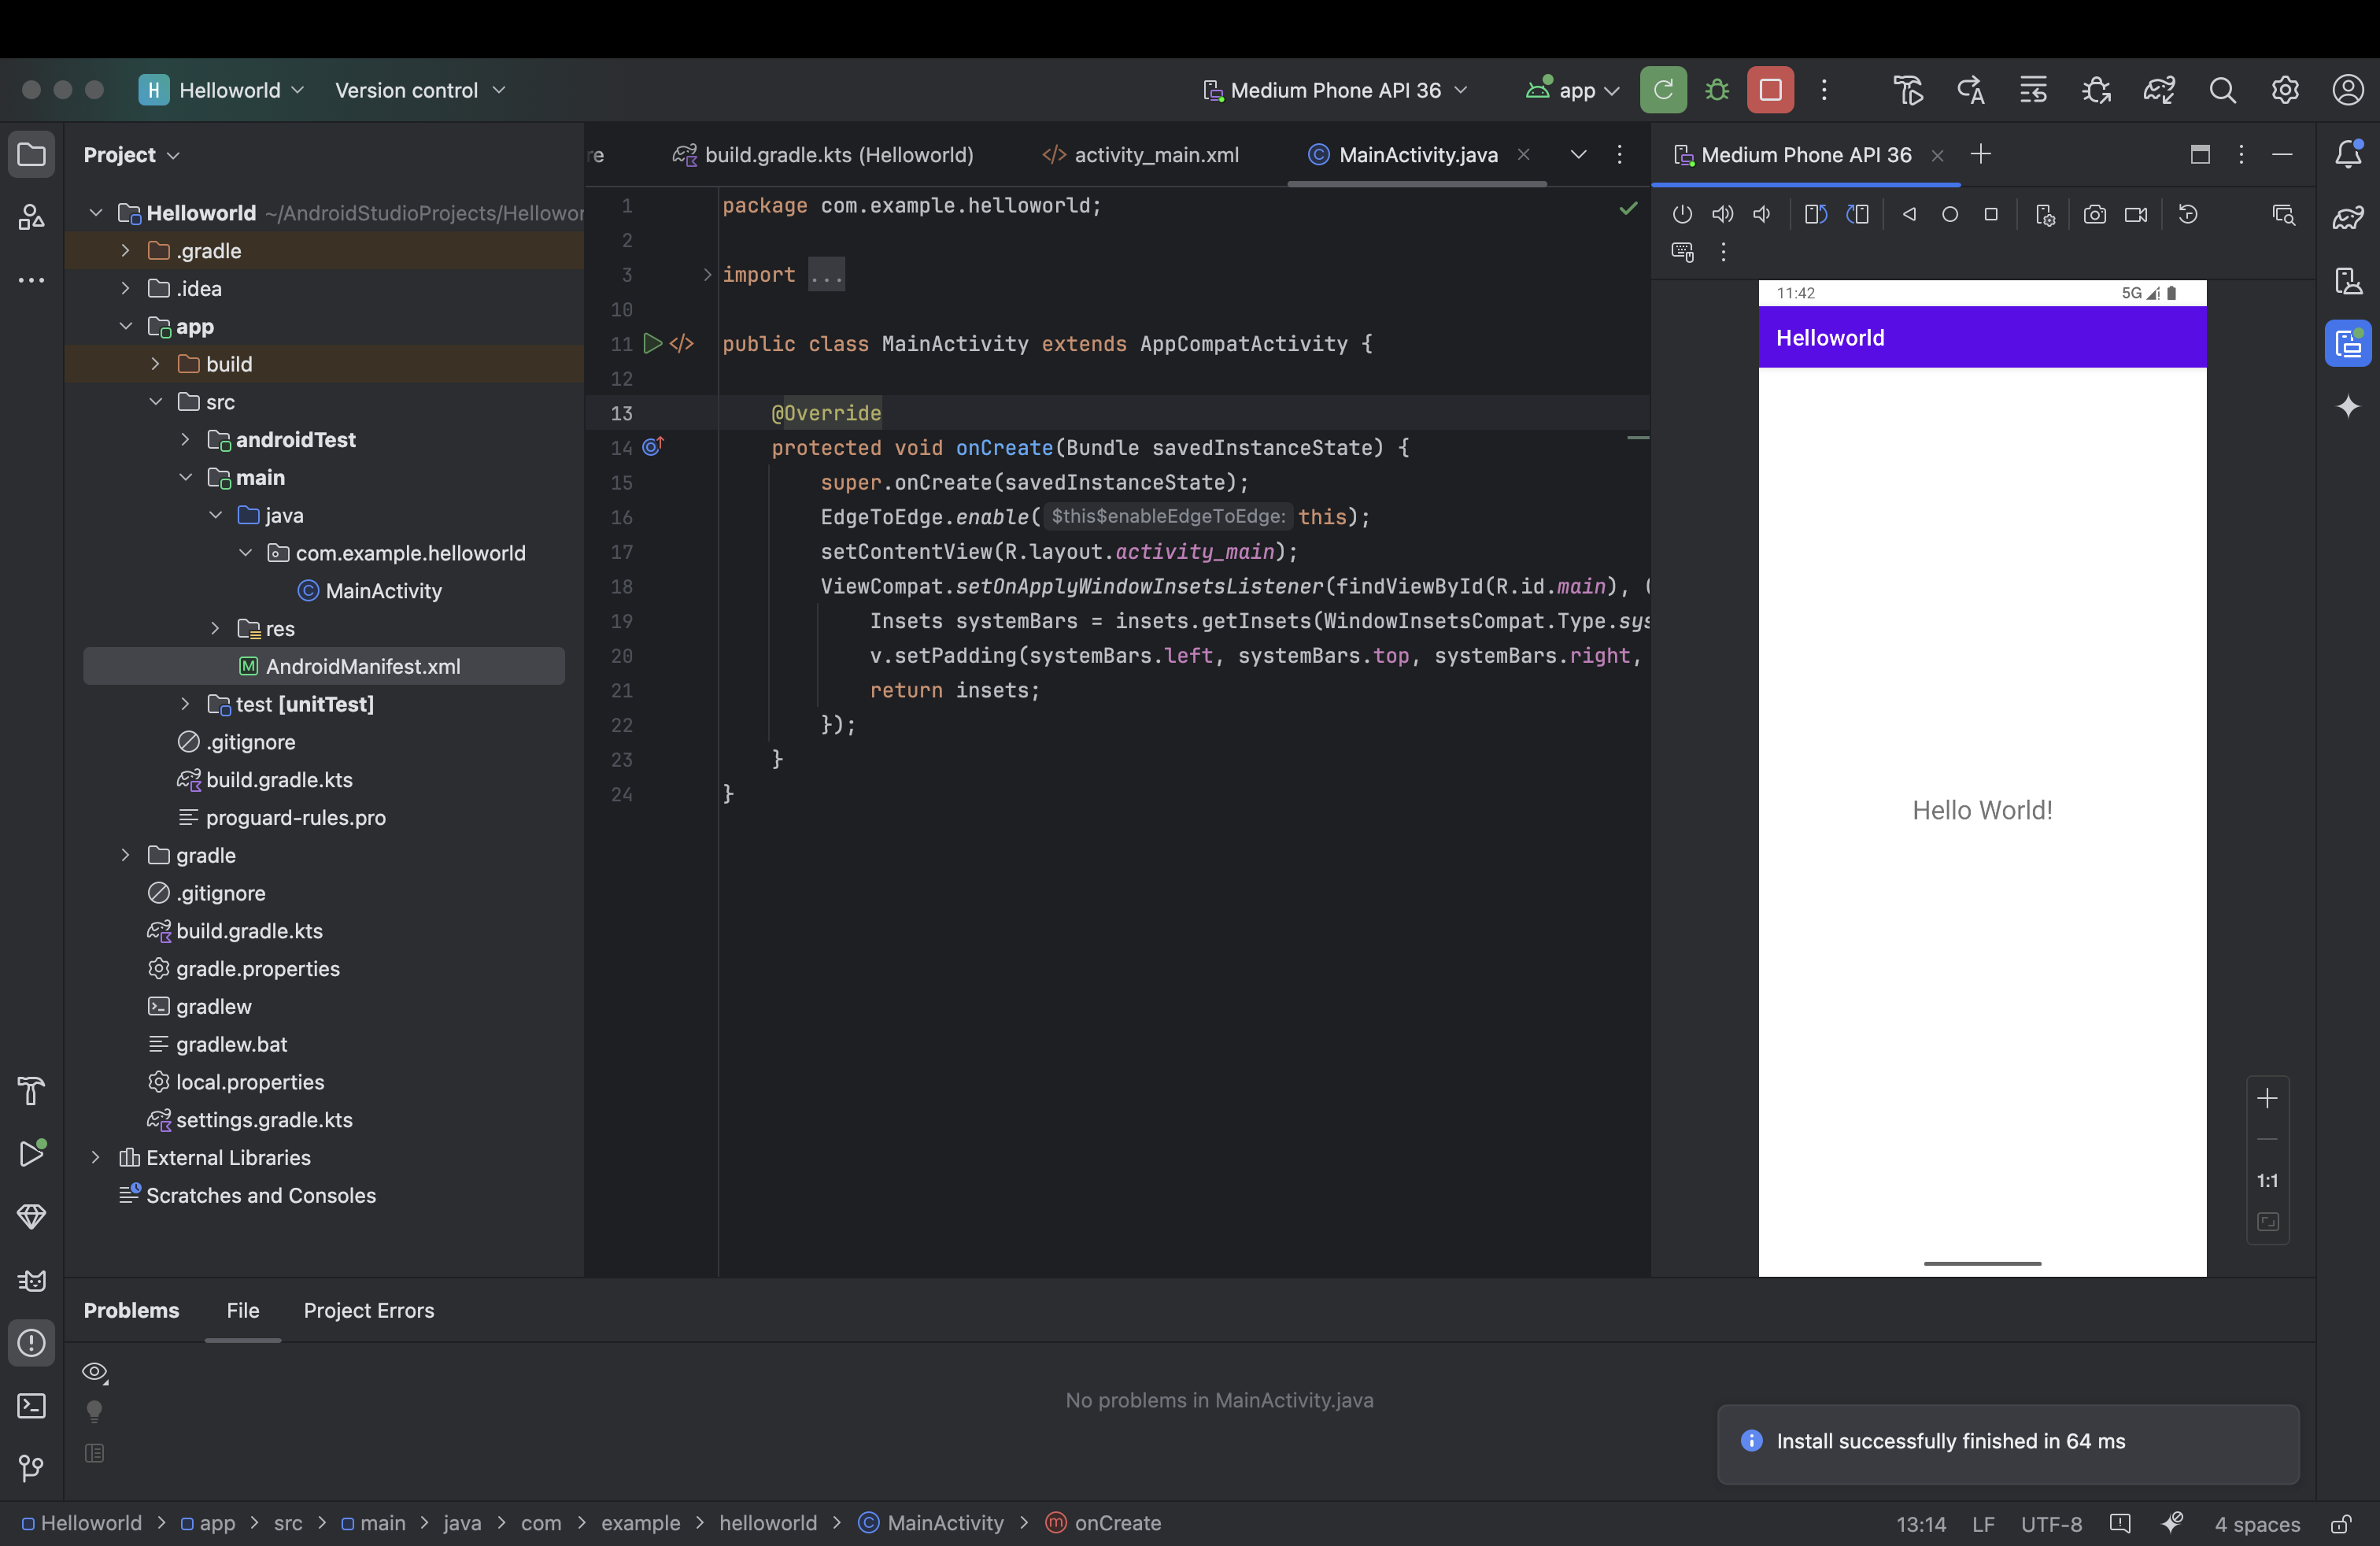 H Helloworld Version control Medium Phone API 36 app
Project
Helloworld ~/AndroidStudioProjects/Hellowor
.gradle
.idea
app
build
src
androidTest
main
java
com.example.helloworld
MainActivity
res
AndroidManifest.xml
test [unitTest]
.gitignore
build.gradle.kts
proguard-rules.pro
gradle
.gitignore
build.gradle.kts
gradle.properties
gradlew
gradlew.bat
local.properties
settings.gradle.kts
External Libraries
Scratches and Consoles
re build.gradle.kts (Helloworld) activity_main.xml MainActivity.java
1 package com.example.helloworld;
2
3 import ...
10
11 public class MainActivity extends AppCompatActivity {
12
13 @Override
14 protected void onCreate(Bundle savedInstanceState) {
15 super.onCreate(savedInstanceState);
16 EdgeToEdge.enable( $this$enableEdgeToEdge: this);
17 setContentView(R.layout.activity_main);
18 ViewCompat.setOnApplyWindowInsetsListener(findViewById(R.id.main), (
19 Insets systemBars = insets.getInsets(WindowInsetsCompat.Type.sys
20 v.setPadding(systemBars.left, systemBars.top, systemBars.right,
21 return insets;
22 });
23 }
24 }
Medium Phone API 36
11:42 5G
Helloworld
Hello World!
1:1
Problems File Project Errors
No problems in MainActivity.java
Install successfully finished in 64 ms
Helloworld > app > src > main > java > com > example > helloworld > MainActivity > onCreate
13:14 LF UTF-8 4 spaces